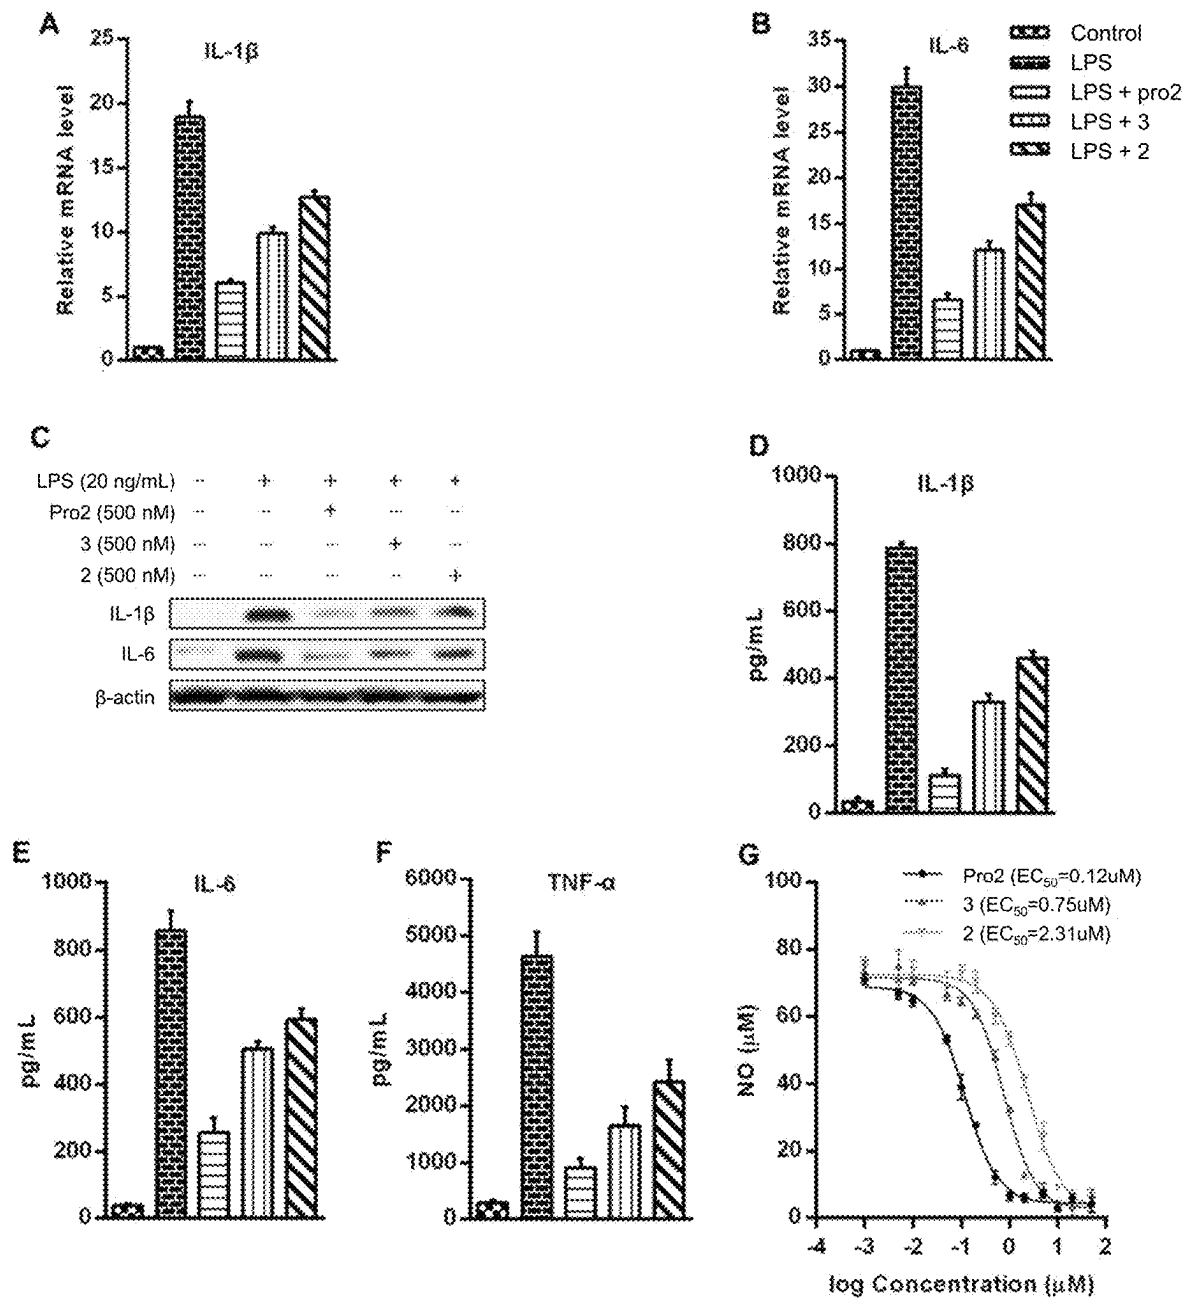 A
IL-1β
Relative mRNA level
25
20
15
10
5
0
B
IL-6
Relative mRNA level
35
30
25
20
15
10
5
0
Control
LPS
LPS + pro2
LPS + 3
LPS + 2
C
LPS (20 ng/mL) -- + + + +
Pro2 (500 nM) -- -- + -- --
3 (500 nM) -- -- -- + --
2 (500 nM) -- -- -- -- +
IL-1β
IL-6
β-actin
D
IL-1β
pg/mL
1000
800
600
400
200
0
E
IL-6
pg/mL
1000
800
600
400
200
0
F
TNF-α
pg/mL
6000
5000
4000
3000
2000
1000
0
G
Pro2 (EC50=0.12uM)
3 (EC50=0.75uM)
2 (EC50=2.31uM)
NO (μM)
100
80
60
40
20
0
-4 -3 -2 -1 0 1 2
log Concentration (μM)